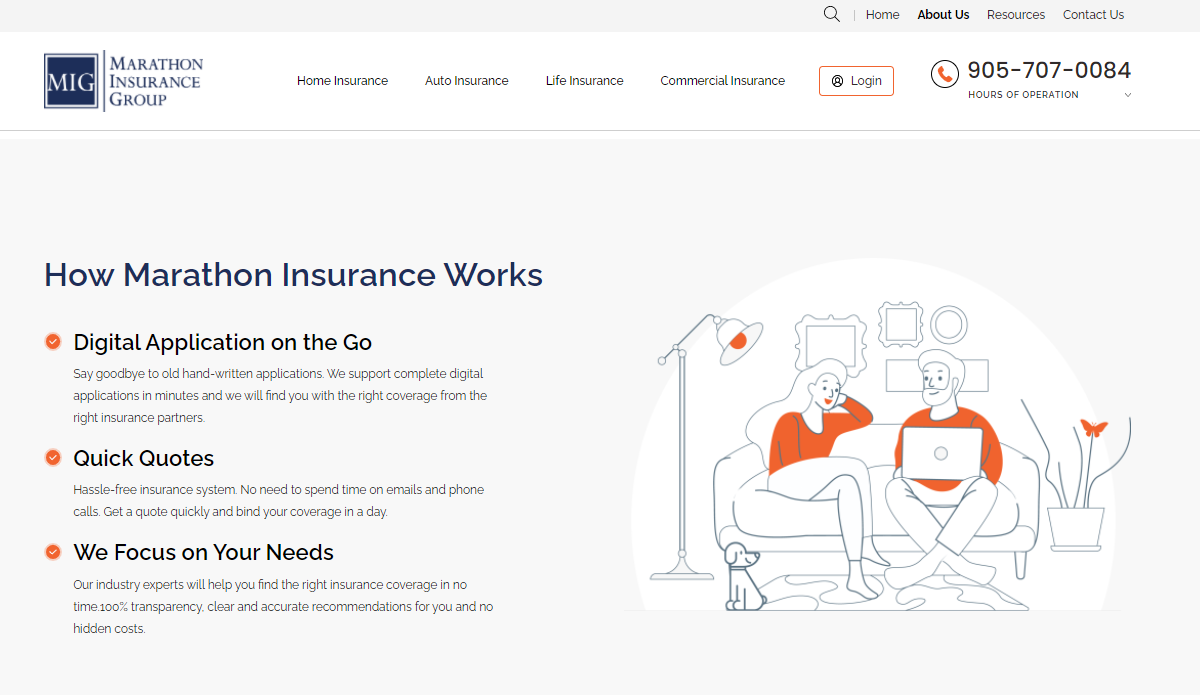 Home About Us Resources Contact Us
MIG MARATHON INSURANCE GROUP
Home Insurance Auto Insurance Life Insurance Commercial Insurance Login 905-707-0084
HOURS OF OPERATION
How Marathon Insurance Works
Digital Application on the Go
Say goodbye to old hand-written applications. We support complete digital
applications in minutes and we will find you with the right coverage from the
right insurance partners.
Quick Quotes
Hassle-free insurance system. No need to spend time on emails and phone
calls. Get a quote quickly and bind your coverage in a day.
We Focus on Your Needs
Our industry experts will help you find the right insurance coverage in no
time.100% transparency, clear and accurate recommendations for you and no
hidden costs.